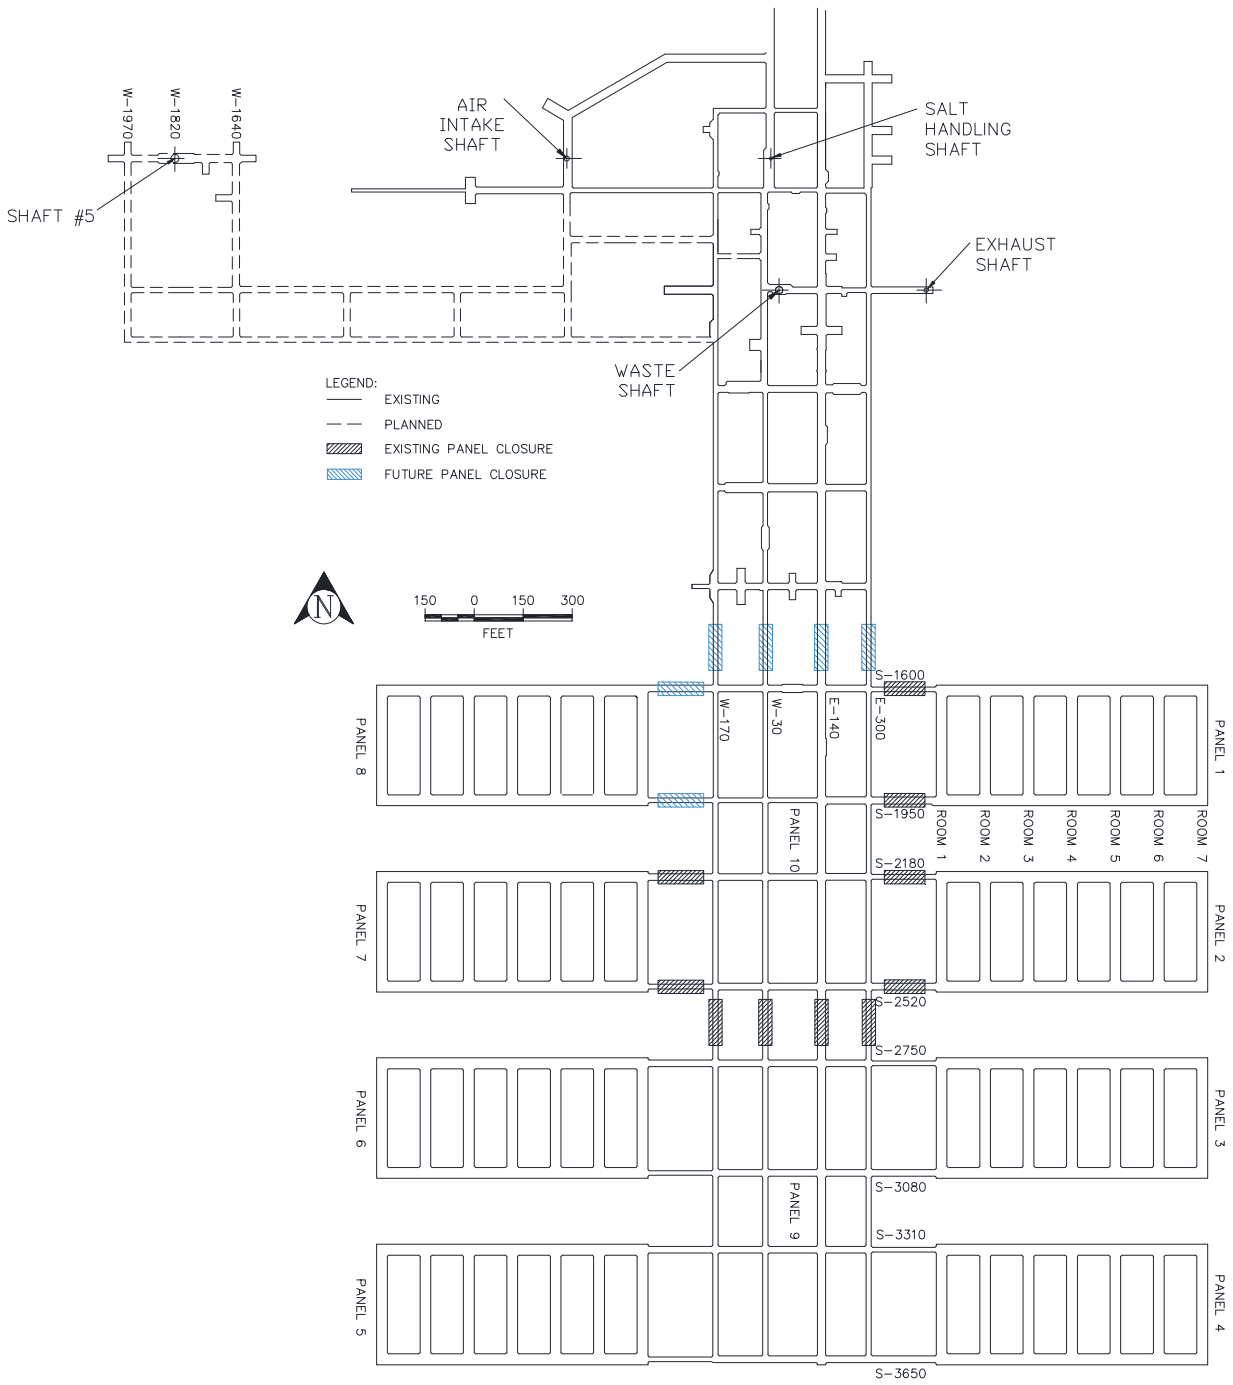 W-1970
W-1820
W-1640
AIR
INTAKE
SHAFT
SALT
HANDLING
SHAFT
SHAFT #5
EXHAUST
SHAFT
WASTE
SHAFT
LEGEND:
EXISTING
PLANNED
EXISTING PANEL CLOSURE
FUTURE PANEL CLOSURE
N
150 0 150 300
FEET
S-1600
W-170
W-30
E-140
E-300
PANEL 8
PANEL 1
S-1950
PANEL 10
ROOM 1
ROOM 2
ROOM 3
ROOM 4
ROOM 5
ROOM 6
ROOM 7
S-2180
PANEL 7
PANEL 2
S-2520
S-2750
PANEL 6
PANEL 3
S-3080
PANEL 9
S-3310
PANEL 5
PANEL 4
S-3650